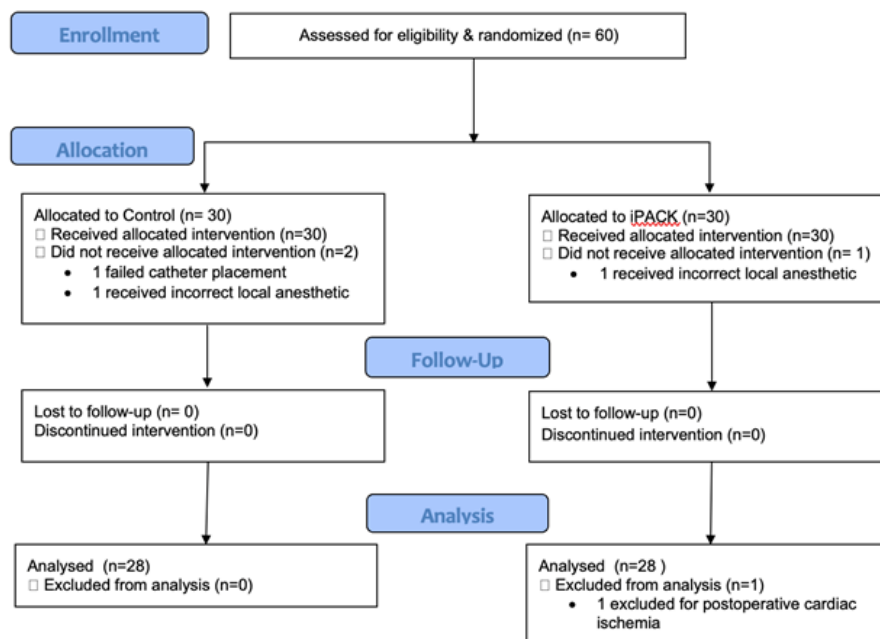 Enrollment
Assessed for eligibility & randomized (n= 60)
Allocation
Allocated to Control (n= 30)
□ Received allocated intervention (n=30)
□ Did not receive allocated intervention (n=2)
• 1 failed catheter placement
• 1 received incorrect local anesthetic
Allocated to iPACK (n=30)
□ Received allocated intervention (n=30)
□ Did not receive allocated intervention (n= 1)
• 1 received incorrect local anesthetic
Follow-Up
Lost to follow-up (n= 0)
Discontinued intervention (n=0)
Lost to follow-up (n=0)
Discontinued intervention (n=0)
Analysis
Analysed (n=28)
□ Excluded from analysis (n=0)
Analysed (n=28 )
□ Excluded from analysis (n=1)
• 1 excluded for postoperative cardiac
ischemia